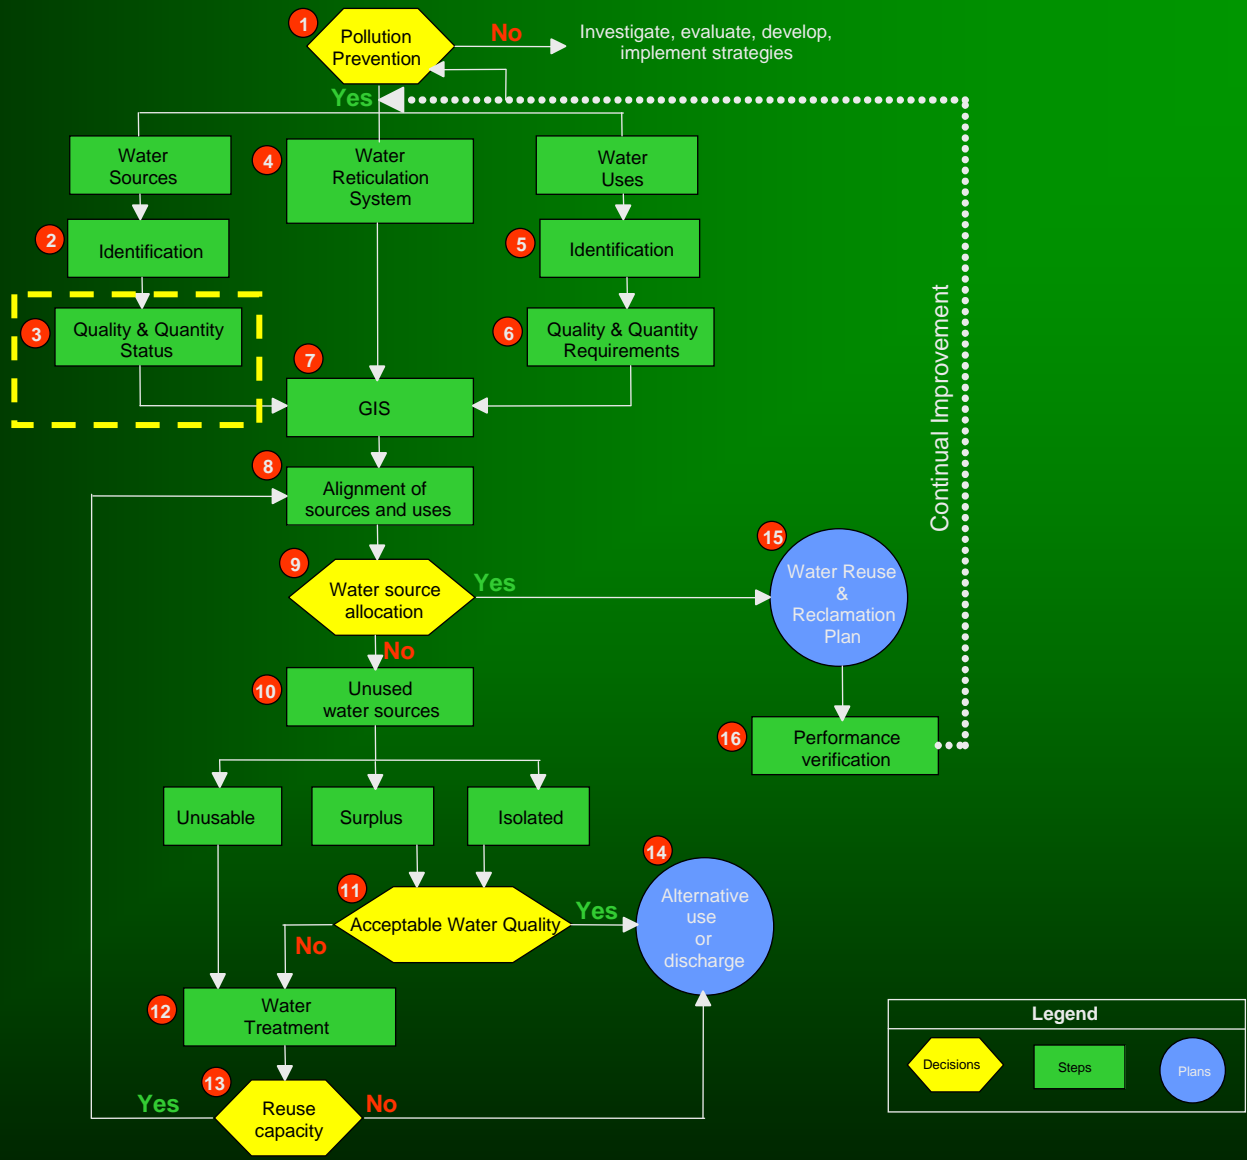 1
Pollution
Prevention
No
Investigate, evaluate, develop,
implement strategies
Yes
Water
Sources
4
Water
Reticulation
System
Water
Uses
2
Identification
5
Identification
3
Quality & Quantity
Status
6
Quality & Quantity
Requirements
7
GIS
Continual Improvement
8
Alignment of
sources and uses
9
Water source
allocation
Yes
15
Water Reuse
&
Reclamation
Plan
No
10
Unused
water sources
16
Performance
verification
Unusable
Surplus
Isolated
11
Acceptable Water Quality
Yes
14
Alternative
use
or
discharge
No
12
Water
Treatment
13
Reuse
capacity
Yes
No
Legend
Decisions
Steps
Plans